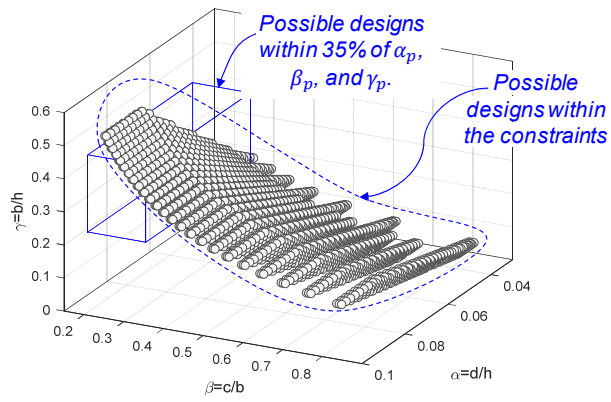 Possible designs
within 35% of αₚ,
βₚ, and γₚ.
Possible
designs within
the constraints
0.6
0.5
0.4
0.3
0.2
0.1
0
γ=b/h
0.2
0.3
0.4
0.5
0.6
0.7
0.8
β=c/b
0.04
0.06
0.08
0.1
α=d/h